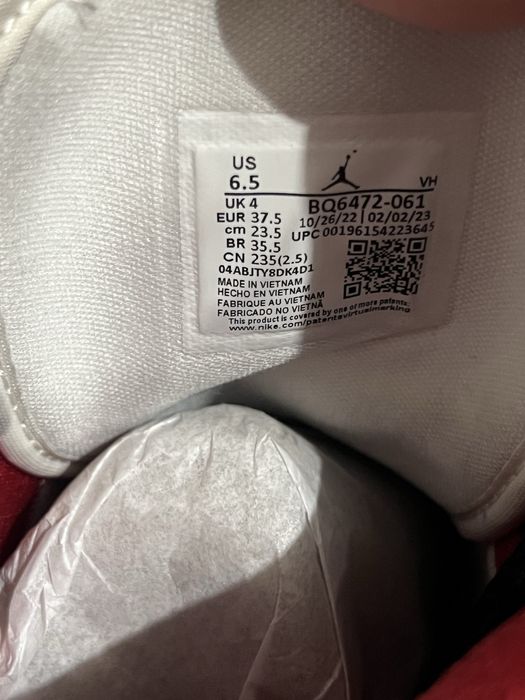 US
6.5
VH
UK 4
BQ6472-061
EUR 37.5
10/26/22 | 02/02/23
cm 23.5
UPC 00196154223645
BR 35.5
CN 235(2.5)
04ABJTY8DK4D1
MADE IN VIETNAM
HECHO EN VIETNAM
FABRIQUE AU VIETNAM
FABRICADO NO VIETNÃ
This product is covered by one or more patents:
www.nike.com/patentsvirtualmarking